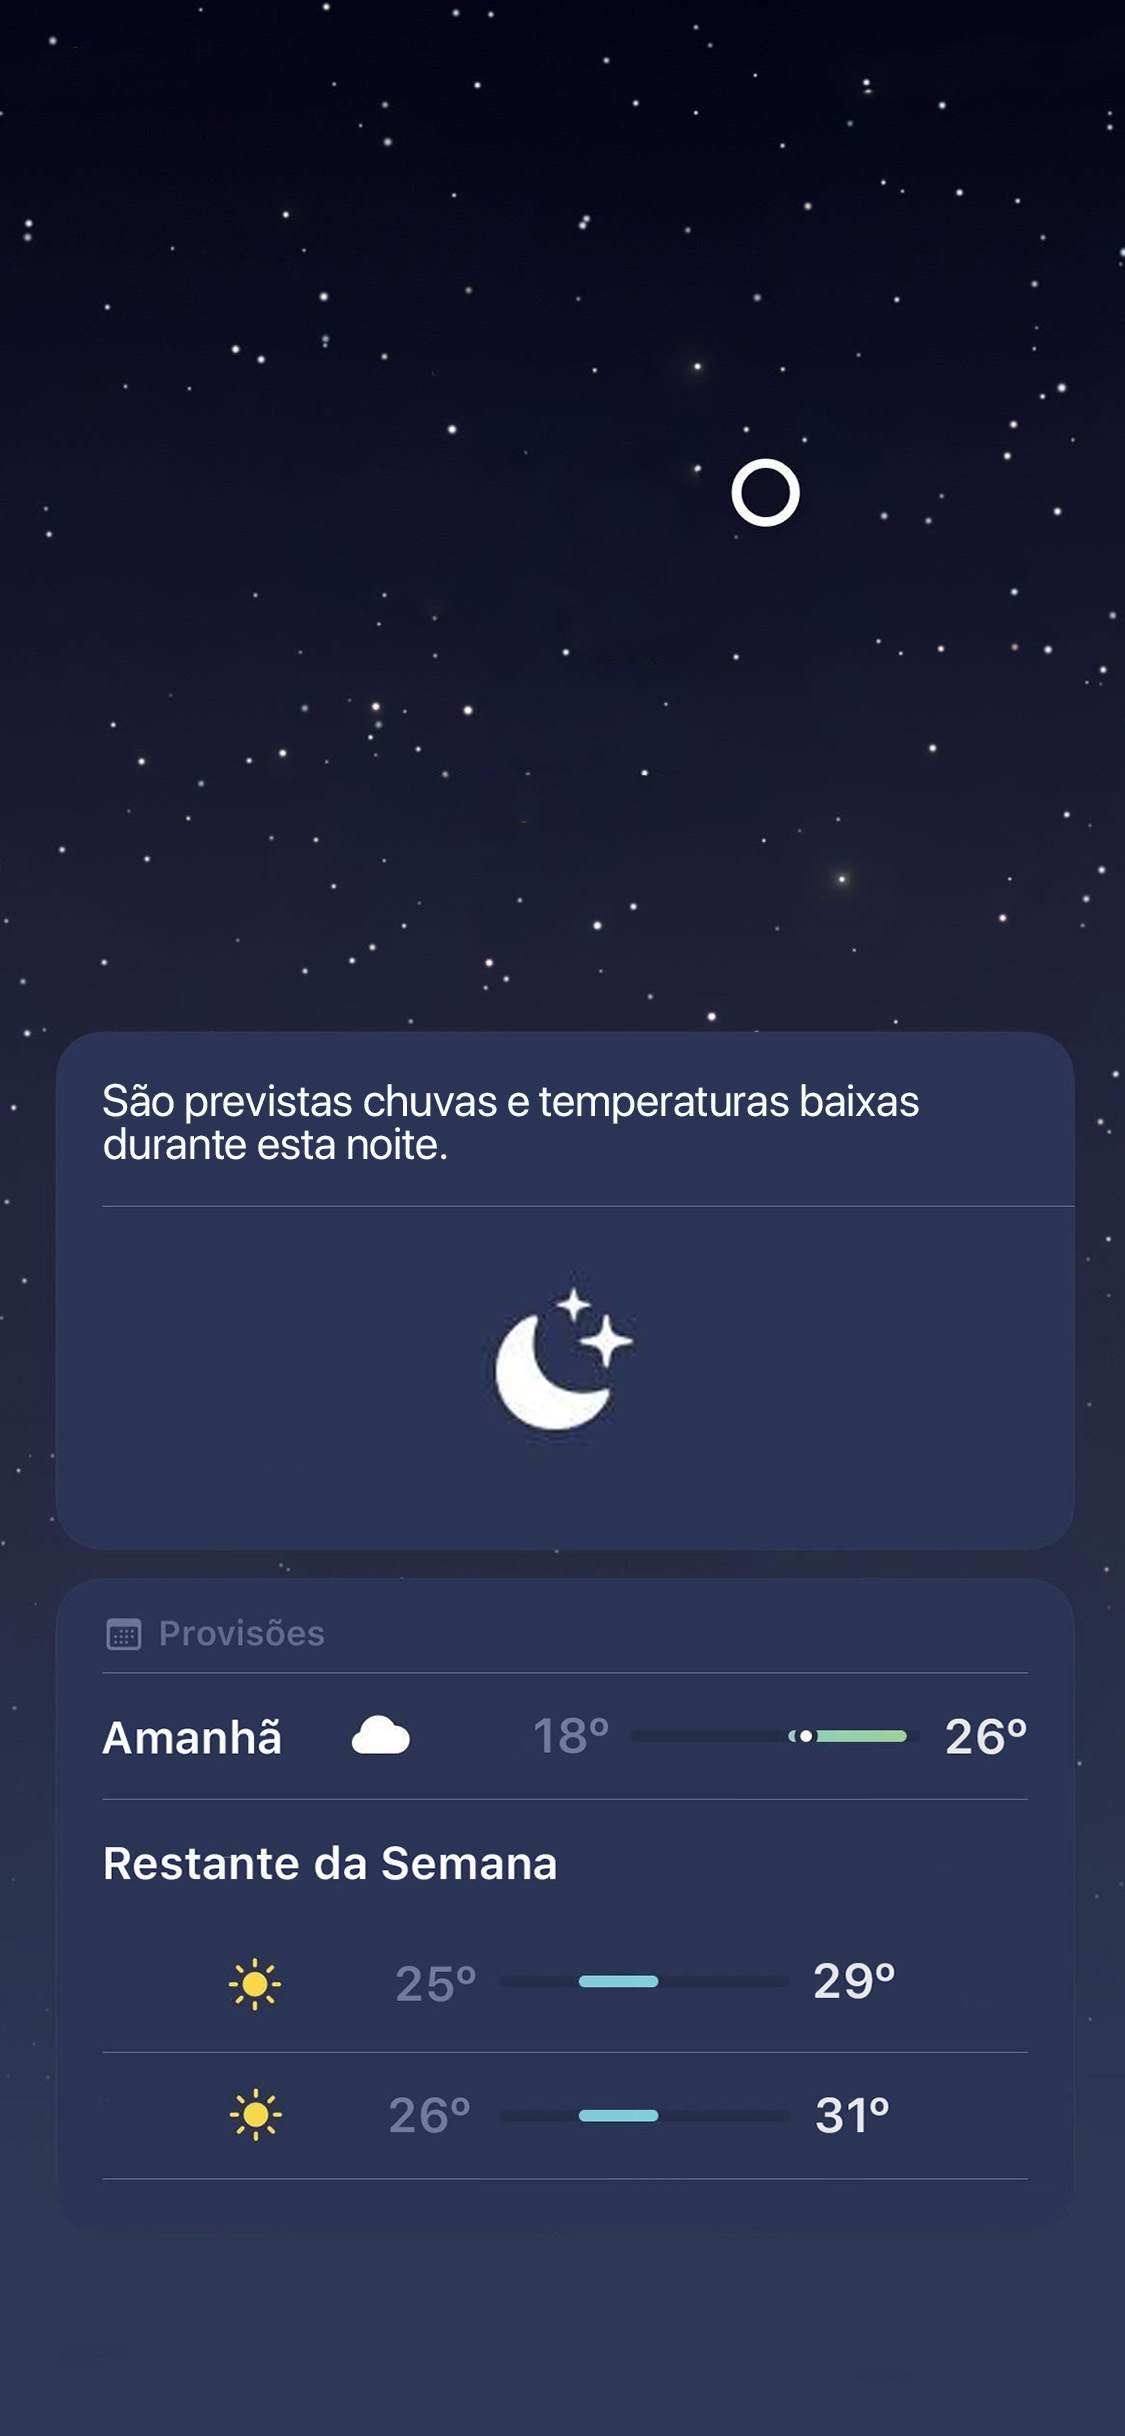 São previstas chuvas e temperaturas baixas
durante esta noite.
Provisões
Amanhã 18º 26º
Restante da Semana
25º 29º
26º 31º